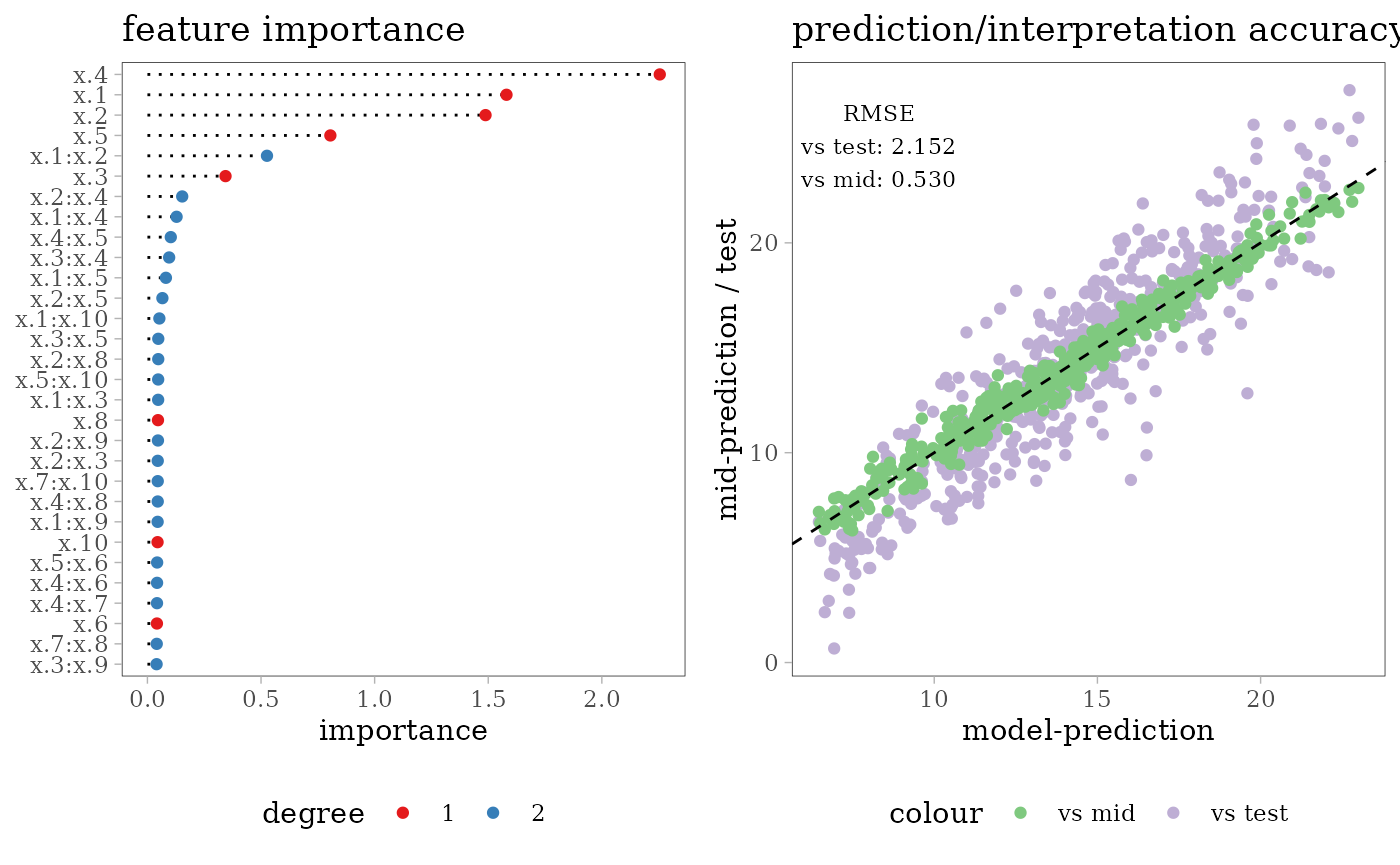 feature importance
x.4
x.1
x.2
x.5
x.1:x.2
x.3
x.2:x.4
x.1:x.4
x.4:x.5
x.3:x.4
x.1:x.5
x.2:x.5
x.1:x.10
x.3:x.5
x.2:x.8
x.5:x.10
x.1:x.3
x.8
x.2:x.9
x.2:x.3
x.7:x.10
x.4:x.8
x.1:x.9
x.10
x.5:x.6
x.4:x.6
x.4:x.7
x.6
x.7:x.8
x.3:x.9
0.0 0.5 1.0 1.5 2.0
importance
degree 1 2
prediction/interpretation accuracy
RMSE
vs test: 2.152
vs mid: 0.530
mid-prediction / test
20
10
0
10 15 20
model-prediction
colour vs mid vs test